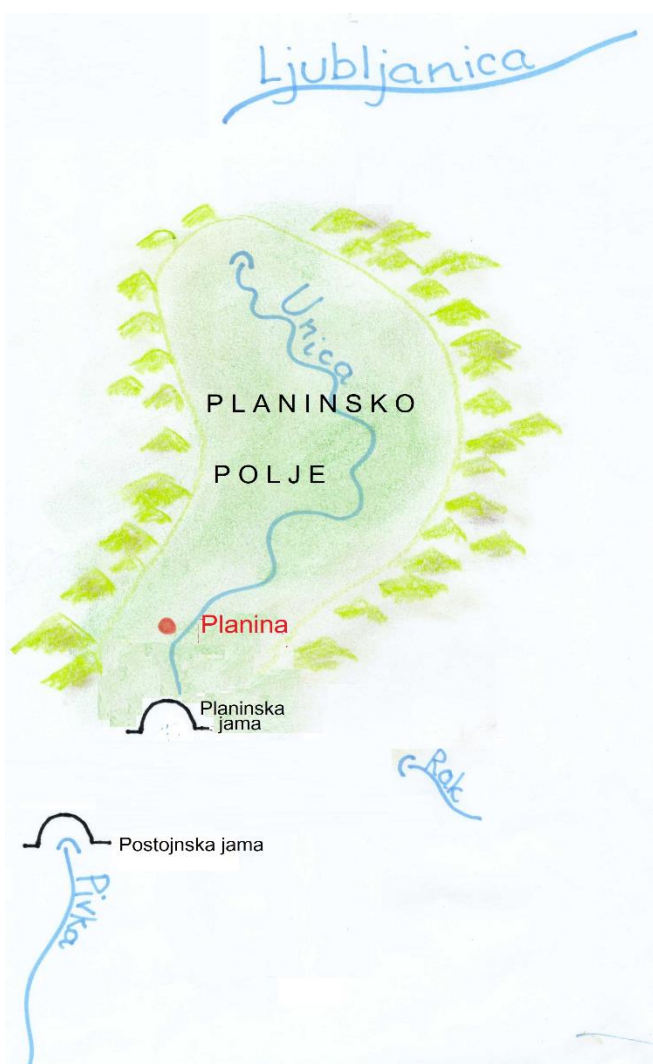 Ljubljanica
Unica
PLANINSKO
POLJE
Planina
Planinska
jama
Rak
Postojnska jama
Pivka